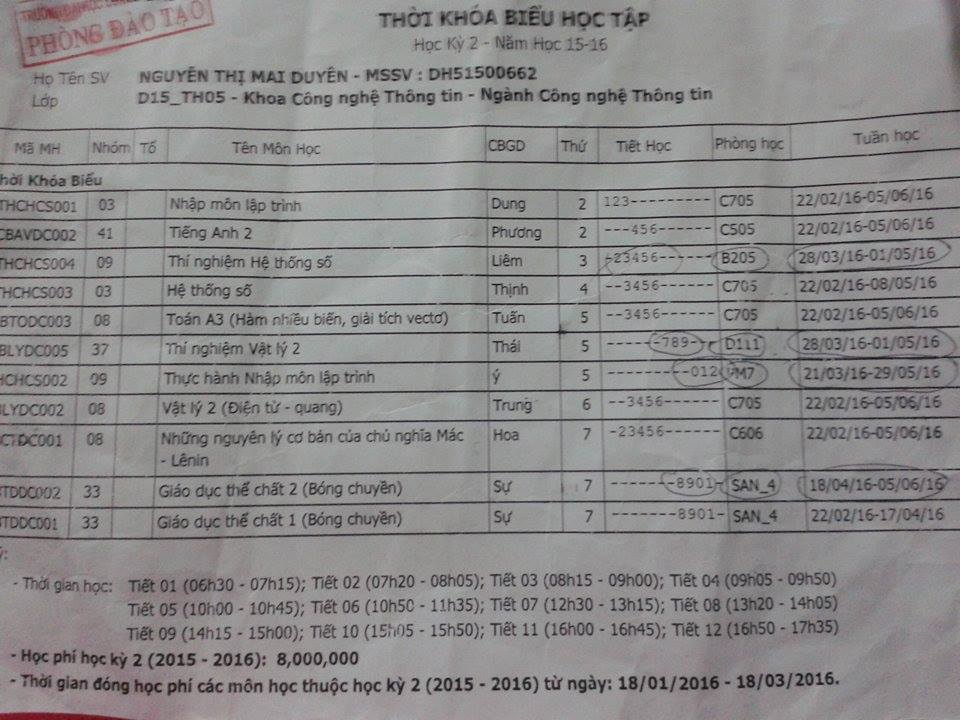 PHÒNG ĐÀO TẠO
THỜI KHÓA BIỂU HỌC TẬP
Học Kỳ 2 - Năm Học 15-16
Họ Tên SV NGUYỄN THỊ MAI DUYÊN - MSSV : DH51500662
Lớp D15_TH05 - Khoa Công nghệ Thông tin - Ngành Công nghệ Thông tin
Mã MH Nhóm Tổ Tên Môn Học CBGD Thứ Tiết Học Phòng học Tuần học
hời Khóa Biểu
THCHCS001 03 Nhập môn lập trình Dung 2 123--------- C705 22/02/16-05/06/16
CBAVDC002 41 Tiếng Anh 2 Phương 2 ---456------ C505 22/02/16-05/06/16
THCHCS004 09 Thí nghiệm Hệ thống số Liêm 3 -23456------ B205 28/03/16-01/05/16
THCHCS003 03 Hệ thống số Thịnh 4 --3456------ C705 22/02/16-08/05/16
BTODC003 08 Toán A3 (Hàm nhiều biến, giải tích vectơ) Tuấn 5 --3456------ C705 22/02/16-05/06/16
BLYDC005 37 Thí nghiệm Vật lý 2 Thái 5 ------789--- D111 28/03/16-01/05/16
HCHCS002 09 Thực hành Nhập môn lập trình ý 5 ---------012 PM7 21/03/16-29/05/16
BLYDC002 08 Vật lý 2 (Điện từ - quang) Trung 6 --3456------ C705 22/02/16-05/06/16
CTDC001 08 Những nguyên lý cơ bản của chủ nghĩa Mác Hoa 7 -23456------ C606 22/02/16-05/06/16
- Lênin
TDDC002 33 Giáo dục thể chất 2 (Bóng chuyền) Sự 7 -------8901- SAN_4 18/04/16-05/06/16
TDDC001 33 Giáo dục thể chất 1 (Bóng chuyền) Sự 7 -------8901- SAN_4 22/02/16-17/04/16
ý:
- Thời gian học: Tiết 01 (06h30 - 07h15); Tiết 02 (07h20 - 08h05); Tiết 03 (08h15 - 09h00); Tiết 04 (09h05 - 09h50)
Tiết 05 (10h00 - 10h45); Tiết 06 (10h50 - 11h35); Tiết 07 (12h30 - 13h15); Tiết 08 (13h20 - 14h05)
Tiết 09 (14h15 - 15h00); Tiết 10 (15h05 - 15h50); Tiết 11 (16h00 - 16h45); Tiết 12 (16h50 - 17h35)
- Học phí học kỳ 2 (2015 - 2016): 8,000,000
- Thời gian đóng học phí các môn học thuộc học kỳ 2 (2015 - 2016) từ ngày: 18/01/2016 - 18/03/2016.